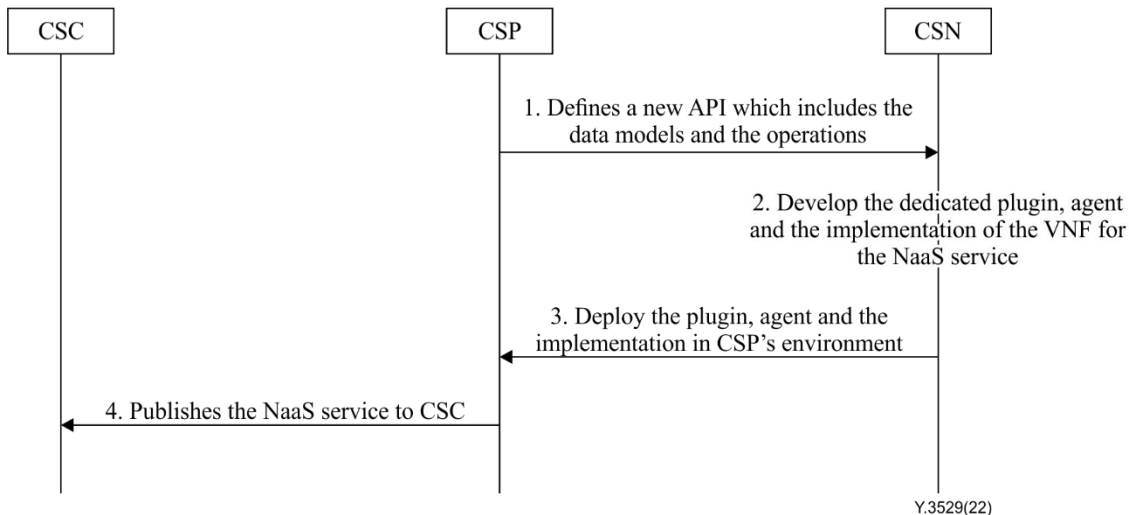 CSC
CSP
CSN
1. Defines a new API which includes the
data models and the operations
2. Develop the dedicated plugin, agent
and the implementation of the VNF for
the NaaS service
3. Deploy the plugin, agent and the
implementation in CSP’s environment
4. Publishes the NaaS service to CSC
Y.3529(22)